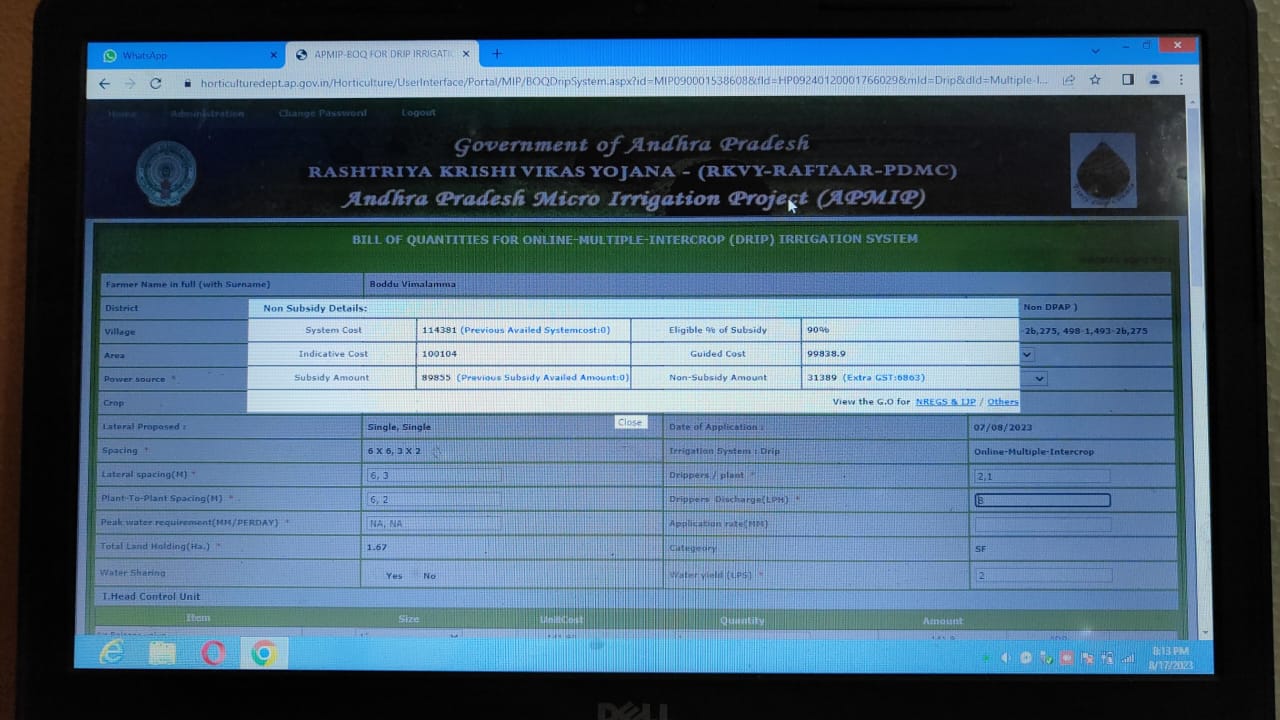 WhatsApp
APMIP-BOQ FOR DRIP IRRIGATIO
horticulturedept.ap.gov.in/Horticulture/UserInterface/Portal/MIP/BOQDripSystem.aspx?id=MIP090001538608&fId=HP09240120001766029&mId=Drip&dId=Multiple-I...
Home Administration Change Password Logout
Government of Andhra Pradesh
RASHTRIYA KRISHI VIKAS YOJANA - (RKVY-RAFTAAR-PDMC)
Andhra Pradesh Micro Irrigation Project (APMIP)
BILL OF QUANTITIES FOR ONLINE-MULTIPLE-INTERCROP (DRIP) IRRIGATION SYSTEM
Farmer Name in full (with Surname) Boddu Vimalamma
District Non DPAP )
Village -2b,275, 498-1,493-2b,275
Area
Power source *
Crop
Non Subsidy Details:
System Cost 114381 (Previous Availed Systemcost:0) Eligible % of Subsidy 90%
Indicative Cost 100104 Guided Cost 99838.9
Subsidy Amount 89855 (Previous Subsidy Availed Amount:0) Non-Subsidy Amount 31389 (Extra GST:6863)
View the G.O for NREGS & IJP / Others
Close
Lateral Proposed : Single, Single Date of Application : 07/08/2023
Spacing * 6 X 6, 3 X 2 Irrigation System : Drip Online-Multiple-Intercrop
Lateral spacing(M) * 6, 3 Drippers / plant * 2,1
Plant-To-Plant Spacing(M) * 6, 2 Drippers Discharge(LPH) * 8
Peak water requirement(MM/PERDAY) * NA, NA Application rate(MM)
Total Land Holding(Ha.) * 1.67 Category SF
Water Sharing Yes No Water yield (LPS) * 2
I.Head Control Unit
Item Size UnitCost Quantity Amount
8:13 PM
8/17/2023
DELL